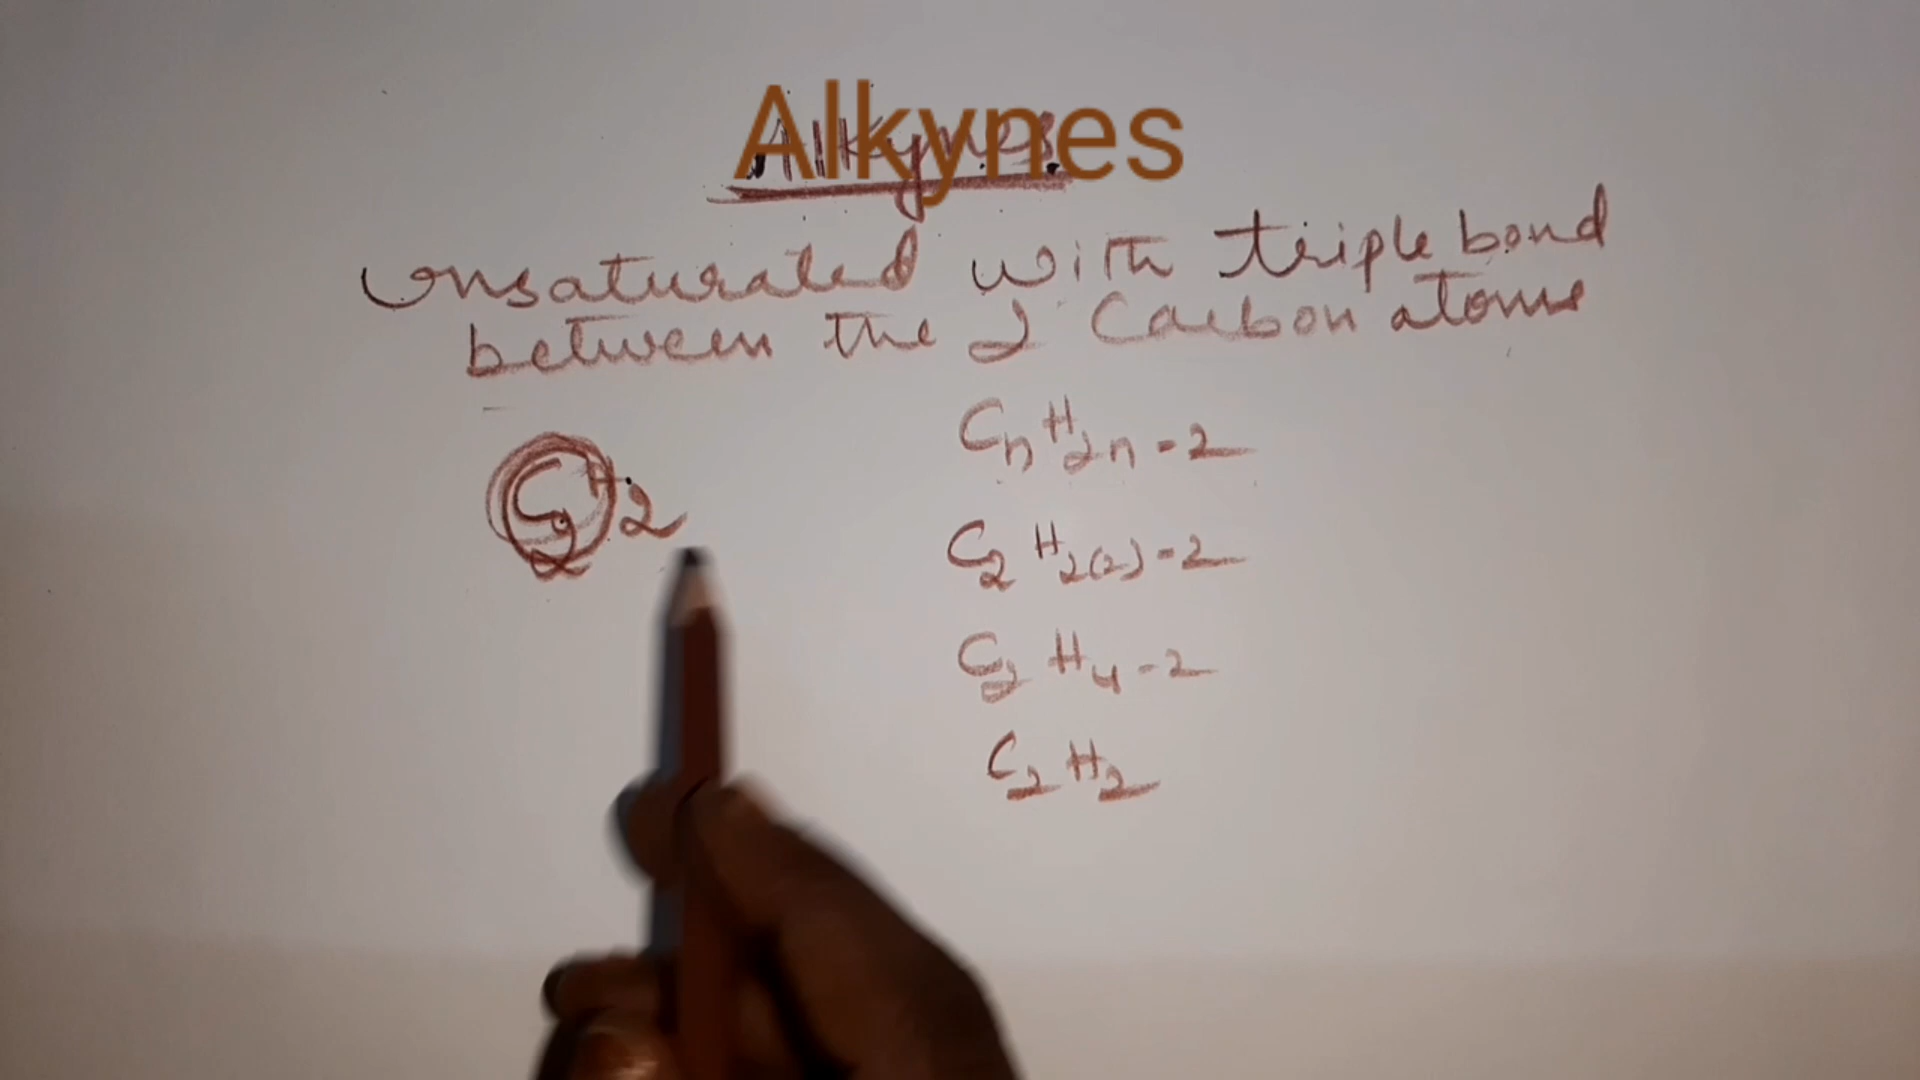 Alkynes
Alkynes
Unsaturated with triple bond
between the 2 Carbon atoms
CnH2n-2
C2H2
C2H2(2)-2
C2H4-2
C2H2